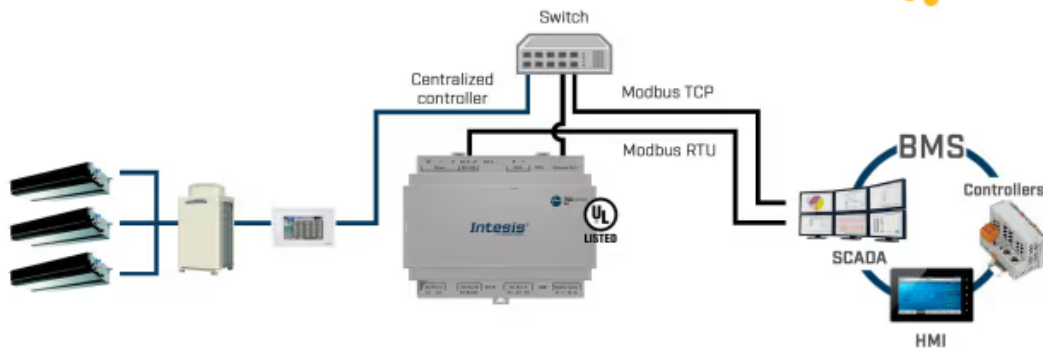 Switch
Centralized
controller
Modbus TCP
Modbus RTU
BMS
Controllers
Intesis
UL
LISTED
SCADA
HMI